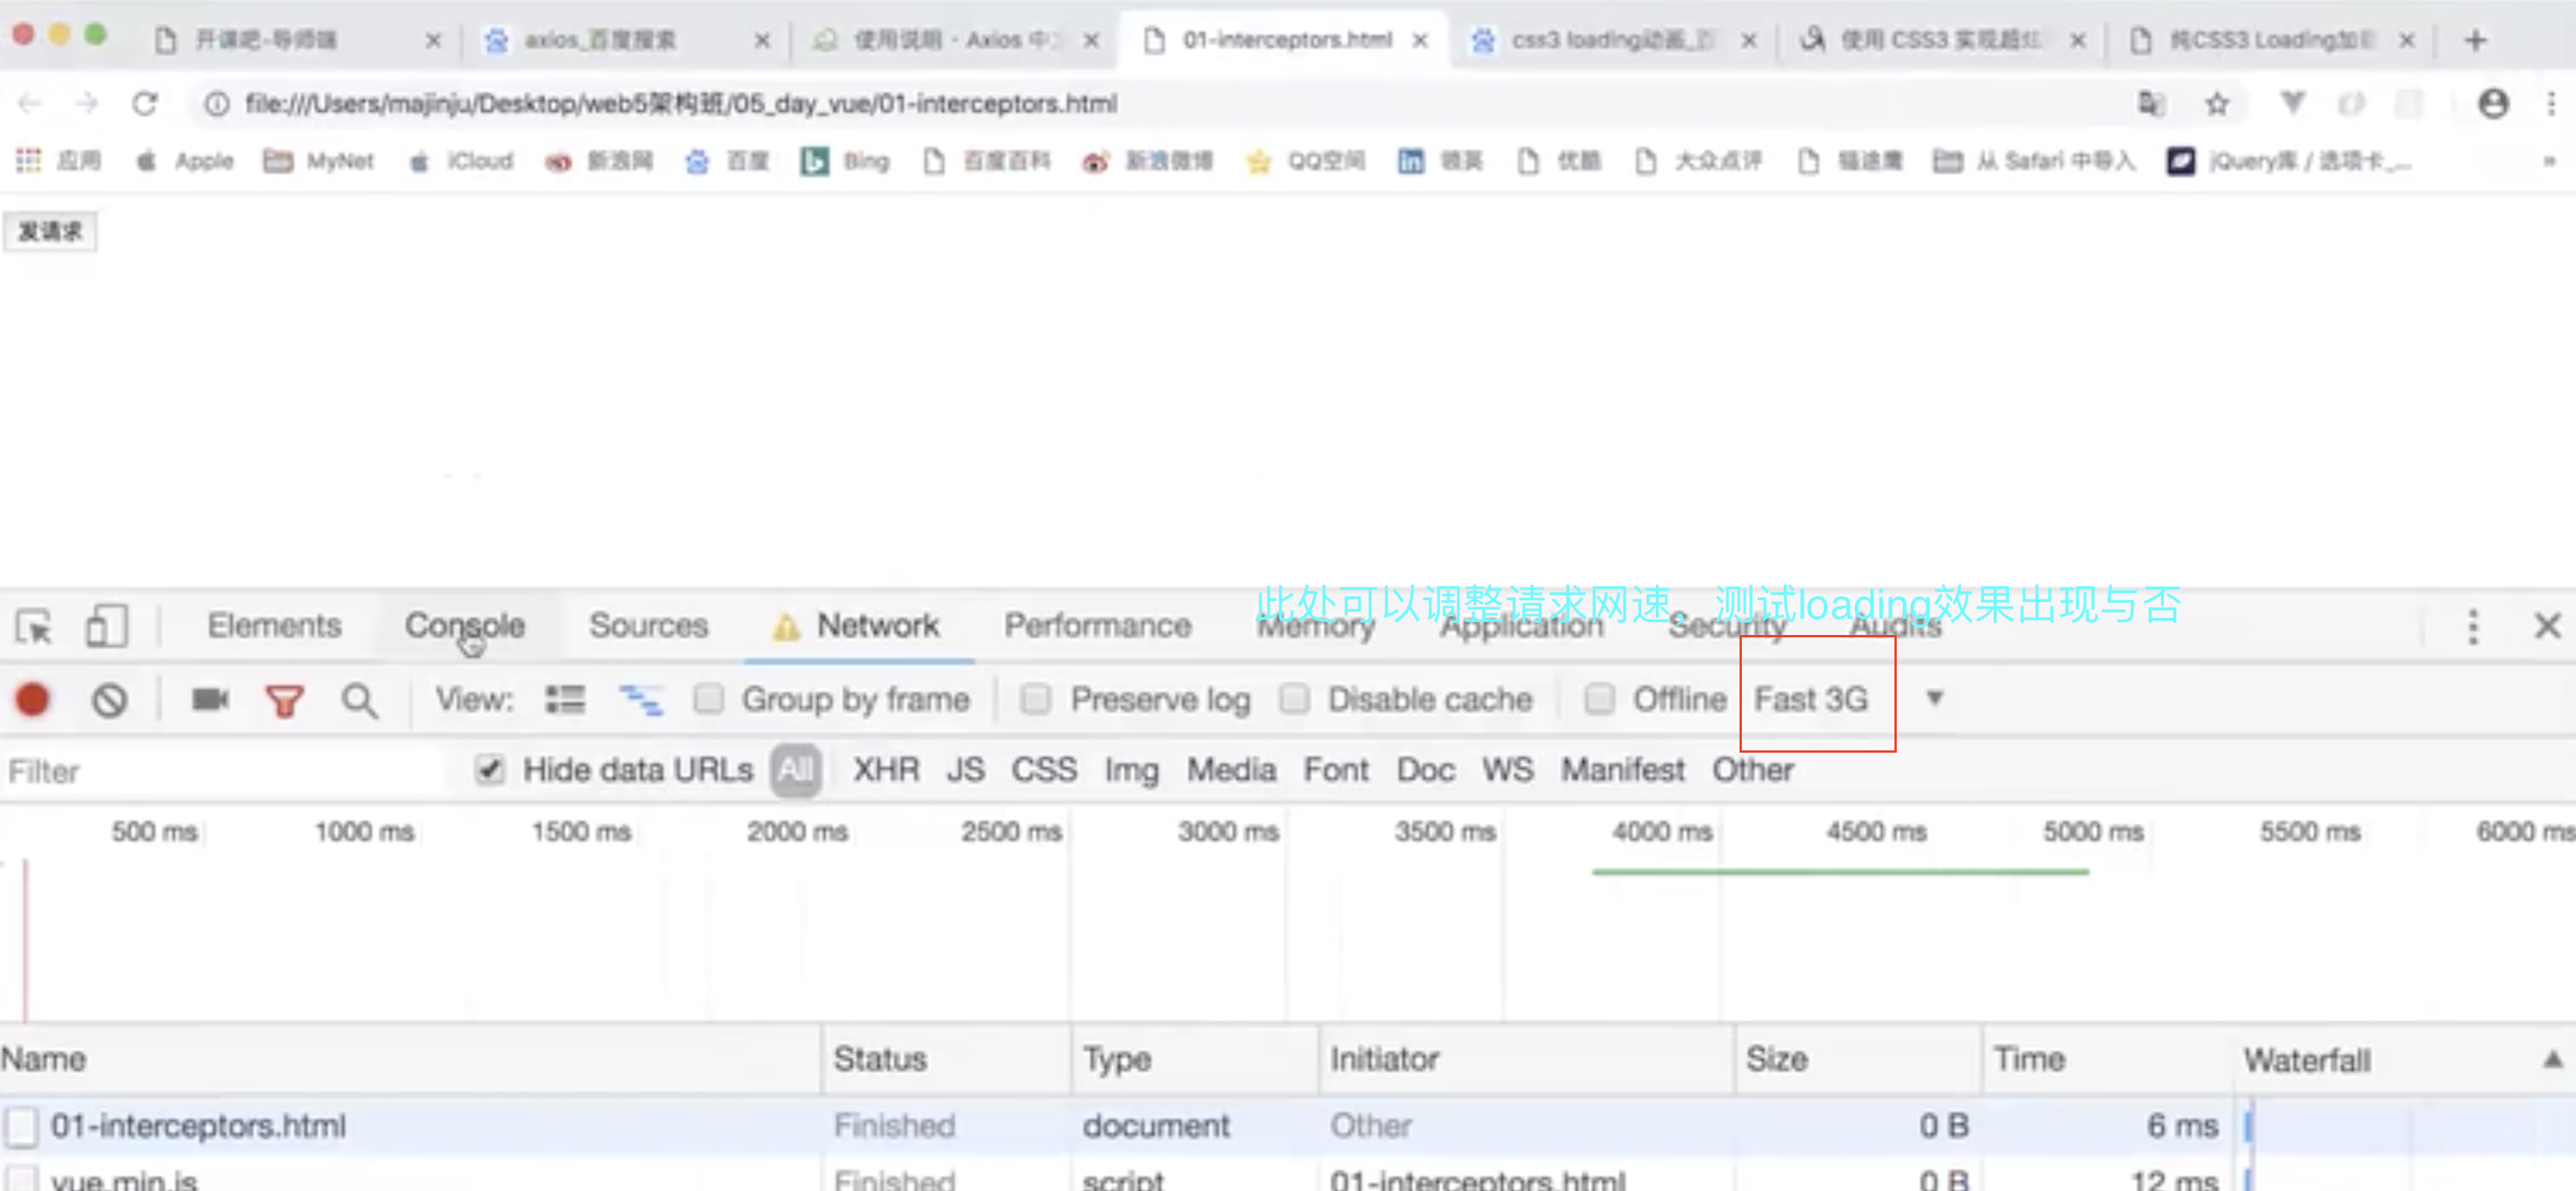 开课吧-导师端
axios_百度搜索
使用说明 - Axios 中文
01-interceptors.html
css3 loading动画_百
使用 CSS3 实现超炫
纯CSS3 Loading加载
file:///Users/majinju/Desktop/web5架构班/05_day_vue/01-interceptors.html
应用 Apple MyNet iCloud 新浪网 百度 Bing 百度百科 新浪微博 QQ空间 领英 优酷 大众点评 猫途鹰 从 Safari 中导入 jQuery库 / 选项卡_...
发请求
此处可以调整请求网速，测试loading效果出现与否
Elements Console Sources Network Performance Memory Application Security Audits
View: Group by frame Preserve log Disable cache Offline Fast 3G
Filter Hide data URLs All XHR JS CSS Img Media Font Doc WS Manifest Other
500 ms 1000 ms 1500 ms 2000 ms 2500 ms 3000 ms 3500 ms 4000 ms 4500 ms 5000 ms 5500 ms 6000 ms
Name Status Type Initiator Size Time Waterfall
01-interceptors.html Finished document Other 0 B 6 ms
vue.min.js Finished script 01-interceptors.html 0 B 12 ms